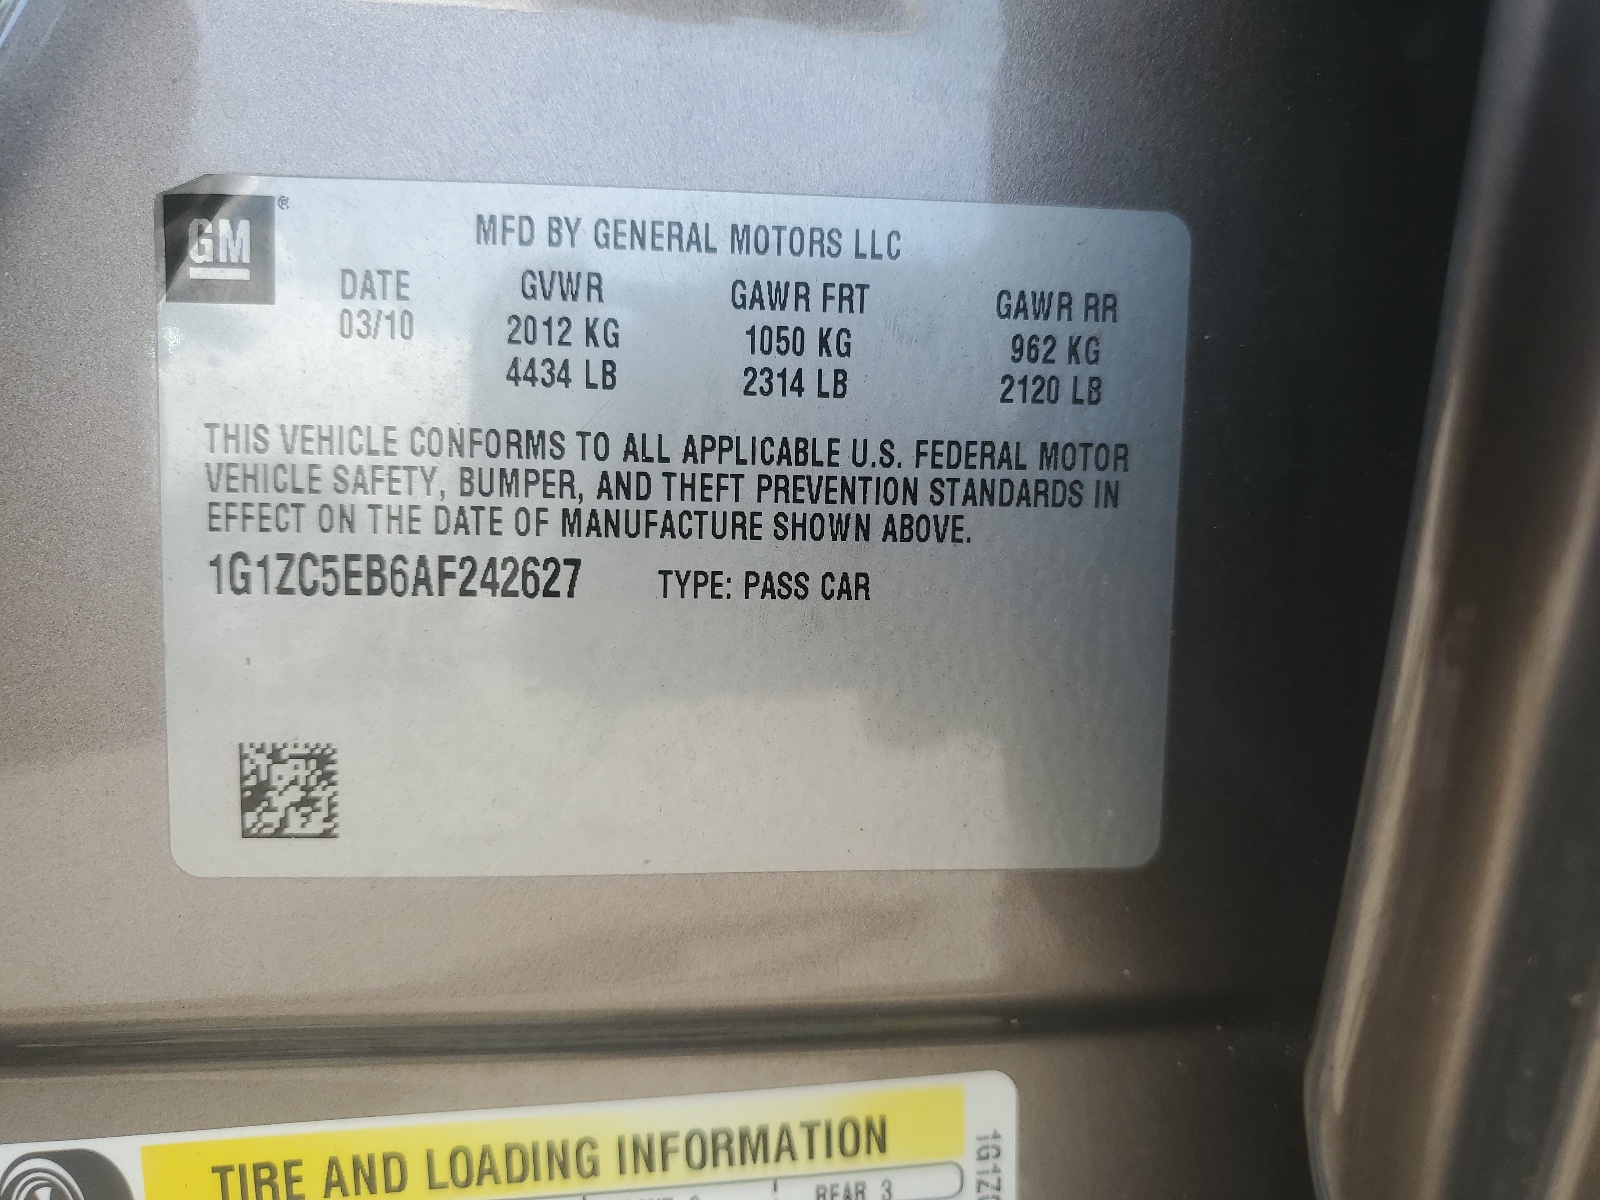 GM ®
MFD BY GENERAL MOTORS LLC
DATE GVWR GAWR FRT GAWR RR
03/10 2012 KG 1050 KG 962 KG
4434 LB 2314 LB 2120 LB
THIS VEHICLE CONFORMS TO ALL APPLICABLE U.S. FEDERAL MOTOR
VEHICLE SAFETY, BUMPER, AND THEFT PREVENTION STANDARDS IN
EFFECT ON THE DATE OF MANUFACTURE SHOWN ABOVE.
1G1ZC5EB6AF242627 TYPE: PASS CAR
TIRE AND LOADING INFORMATION
REAR 3